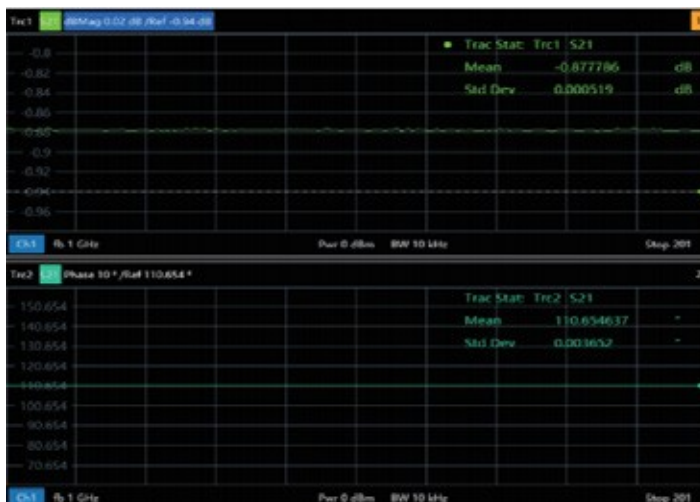 Trc1 S21 dBMag 0.02 dB /Ref -0.94 dB
Trac Stat: Trc1 S21
Mean -0.877786 dB
Std Dev 0.000519 dB
-0.8
-0.82
-0.84
-0.86
-0.88
-0.9
-0.94
-0.96
Ch1 fb 1 GHz Pwr 0 dBm BW 10 kHz Stop 201
Trc2 S21 Phase 10 ° /Ref 110.654 °
Trac Stat: Trc2 S21
Mean 110.654637 °
Std Dev 0.003652 °
150.654
140.654
130.654
120.654
110.654
100.654
90.654
80.654
70.654
Ch1 fb 1 GHz Pwr 0 dBm BW 10 kHz Stop 201